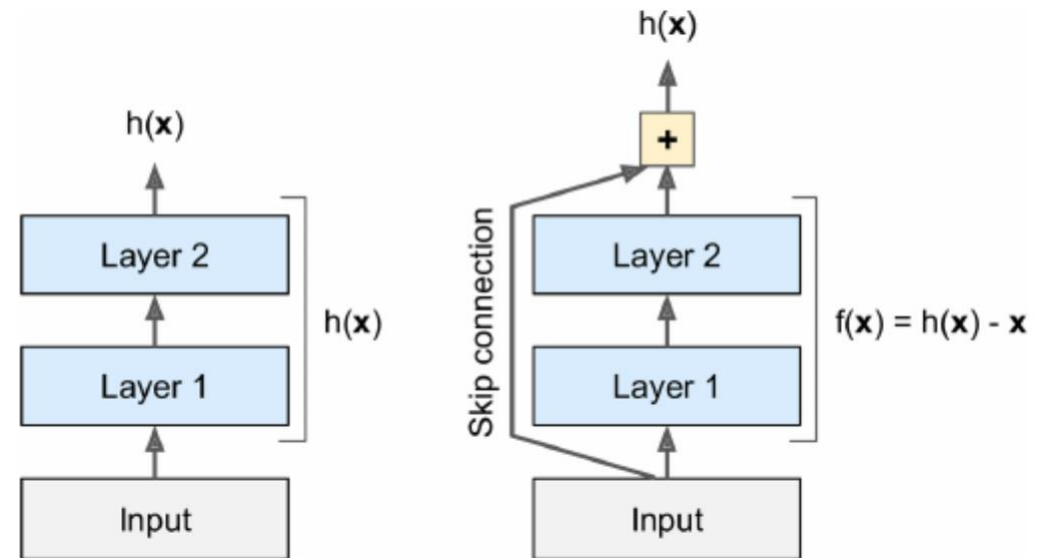 h(x)
Layer 2
Layer 1
h(x)
Input
h(x)
+
Skip connection
Layer 2
Layer 1
f(x) = h(x) - x
Input